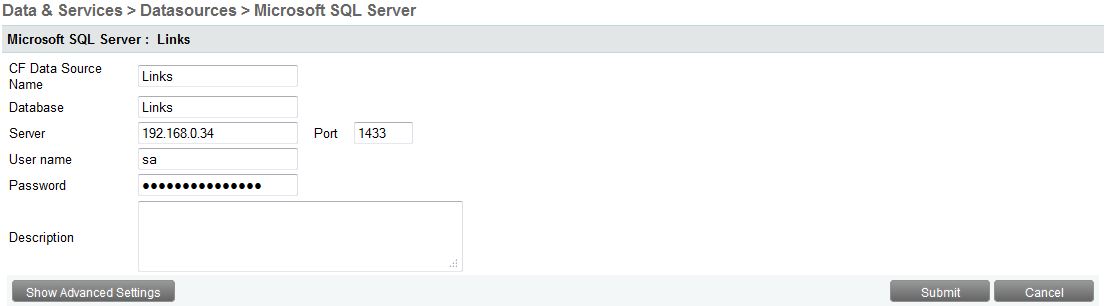 Data & Services > Datasources > Microsoft SQL Server
Microsoft SQL Server : Links
CF Data Source
Name
Links
Database Links
Server 192.168.0.34 Port 1433
User name sa
Password ●●●●●●●●●●●●●●●
Description
Show Advanced Settings Submit Cancel